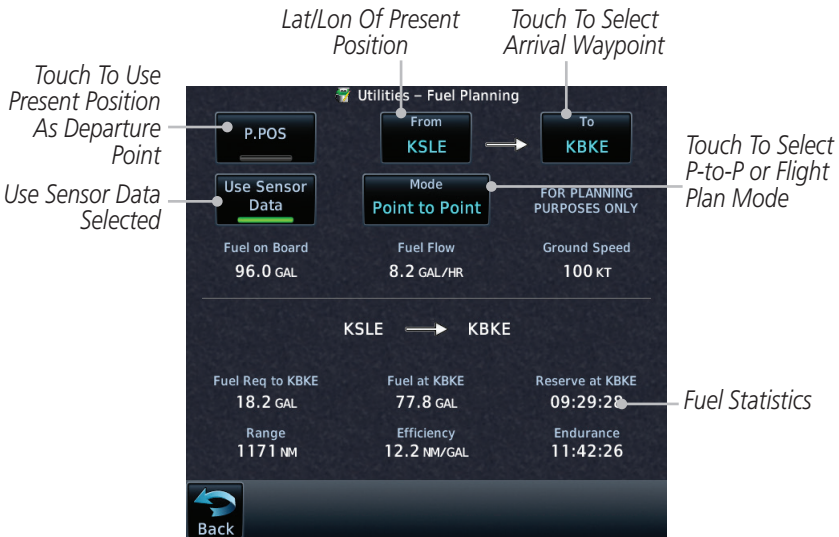 Lat/Lon Of Present
Position
Touch To Select
Arrival Waypoint
Touch To Use
Present Position
As Departure
Point
Use Sensor Data
Selected
Utilities – Fuel Planning
P.POS
From
KSLE
To
KBKE
Touch To Select
P-to-P or Flight
Plan Mode
Use Sensor
Data
Mode
Point to Point
FOR PLANNING
PURPOSES ONLY
Fuel on Board
Fuel Flow
Ground Speed
96.0 GAL
8.2 GAL/HR
100 KT
KSLE KBKE
Fuel Req to KBKE
Fuel at KBKE
Reserve at KBKE
18.2 GAL
77.8 GAL
09:29:28
Fuel Statistics
Range
Efficiency
Endurance
1171 NM
12.2 NM/GAL
11:42:26
Back